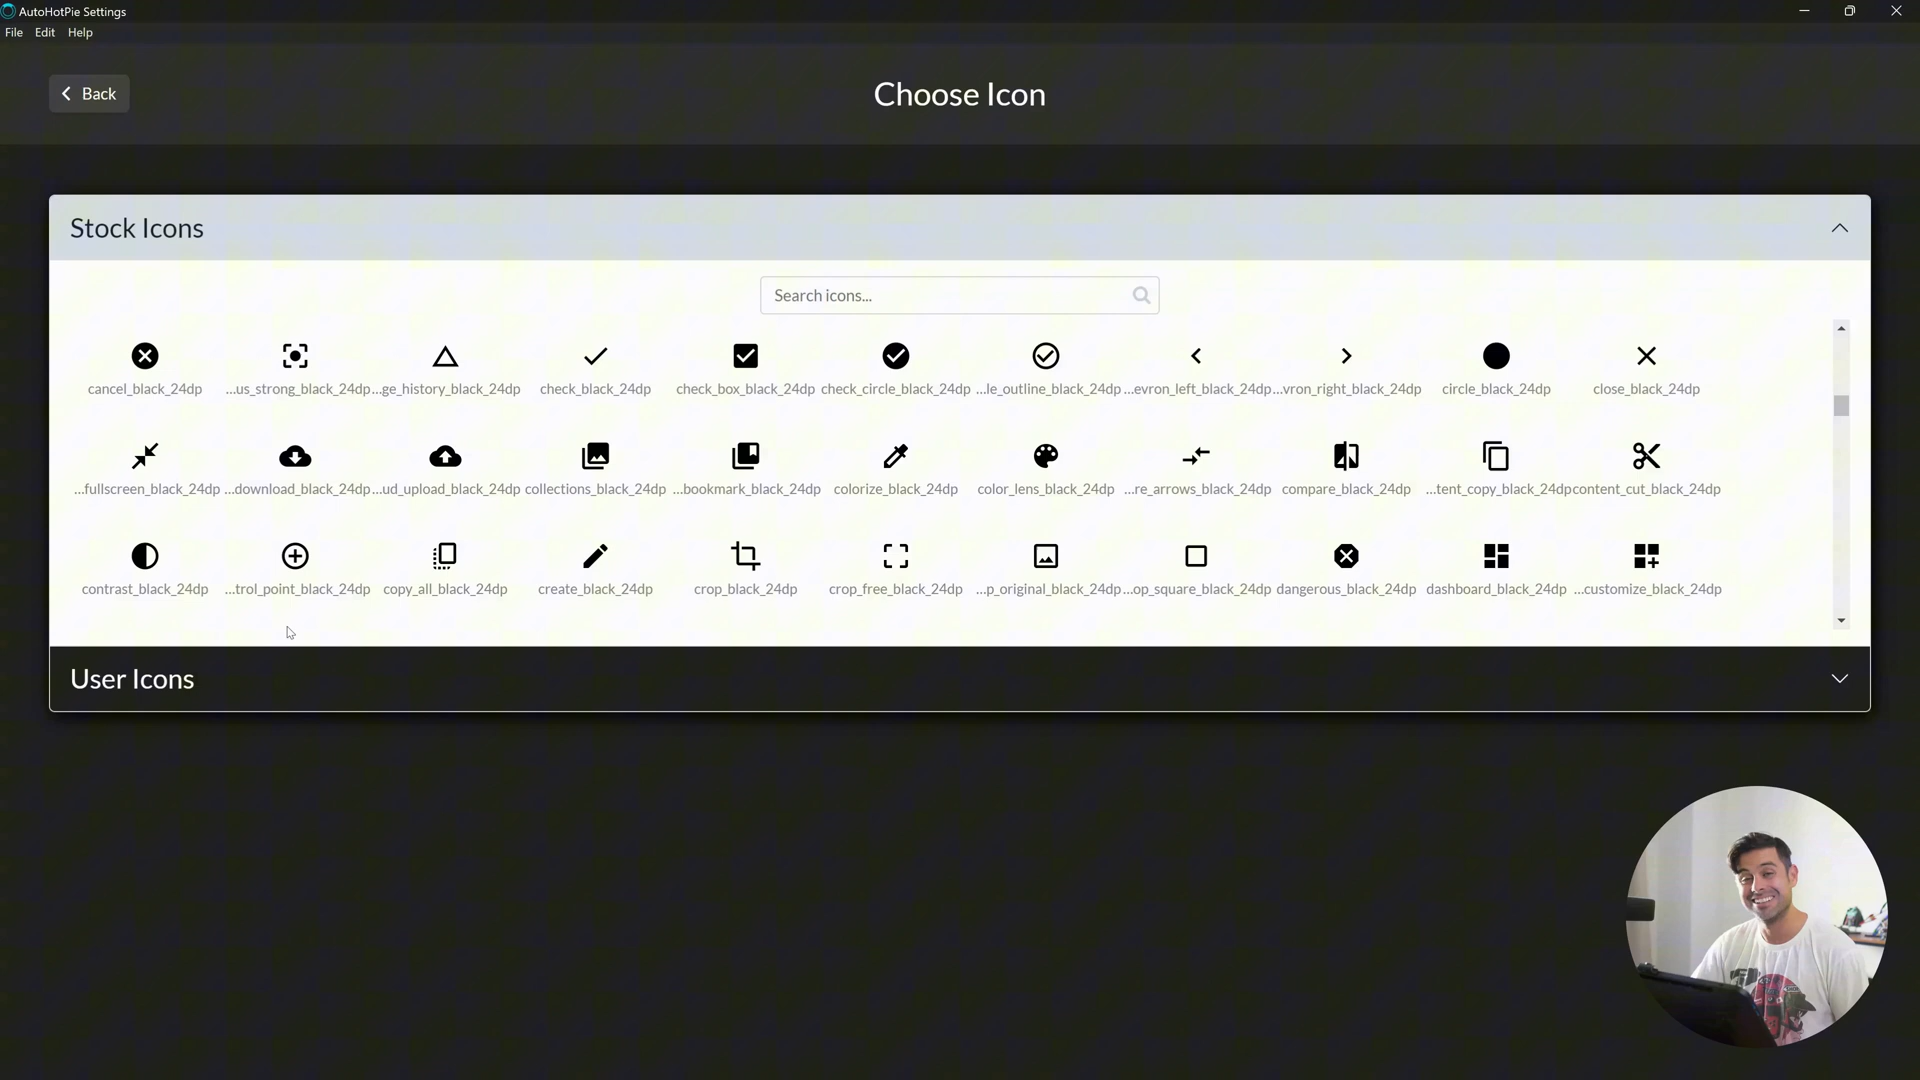 AutoHotPie Settings
File Edit Help
Back
Choose Icon
Stock Icons
Search icons...
cancel_black_24dp ...us_strong_black_24dp ...ge_history_black_24dp check_black_24dp check_box_black_24dp check_circle_black_24dp ...le_outline_black_24dp ...evron_left_black_24dp ...vron_right_black_24dp circle_black_24dp close_black_24dp
...fullscreen_black_24dp ...download_black_24dp ...ud_upload_black_24dp collections_black_24dp ...bookmark_black_24dp colorize_black_24dp color_lens_black_24dp ...re_arrows_black_24dp compare_black_24dp ...tent_copy_black_24dp content_cut_black_24dp
contrast_black_24dp ...trol_point_black_24dp copy_all_black_24dp create_black_24dp crop_black_24dp crop_free_black_24dp ...p_original_black_24dp ...op_square_black_24dp dangerous_black_24dp dashboard_black_24dp ...customize_black_24dp
User Icons